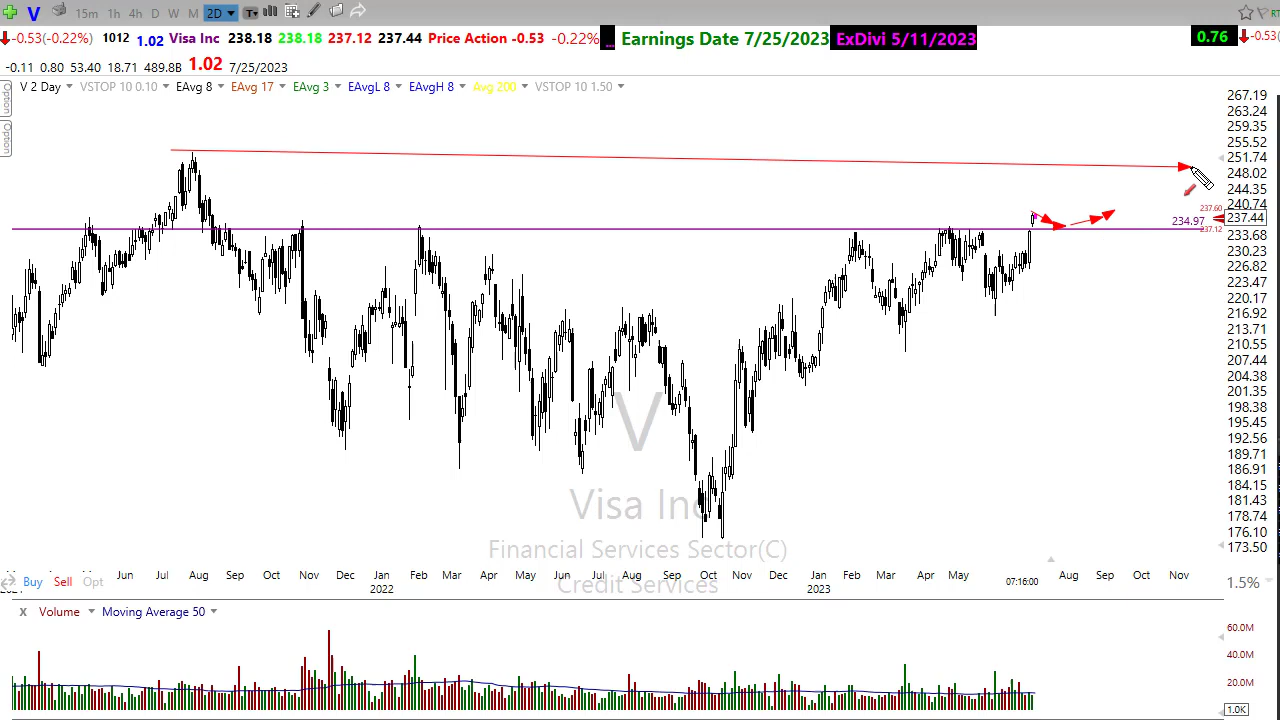 V 15m 1h 4h D W M 2D T
-0.53(-0.22%) 1012 1.02 Visa Inc 238.18 238.18 237.12 237.44 Price Action -0.53 -0.22% ... Earnings Date 7/25/2023 ExDivi 5/11/2023 0.76 -0.53(
-0.11 0.80 53.40 18.71 489.8B 1.02 7/25/2023
V 2 Day VSTOP 10 0.10 EAvg 8 EAvg 17 EAvg 3 EAvgL 8 EAvgH 8 Avg 200 VSTOP 10 1.50
Option
Option
267.19
263.24
259.35
255.52
251.74
248.02
244.35
240.74
237.60
237.44
234.97
237.12
233.68
230.23
226.82
223.47
220.17
216.92
213.71
210.55
207.44
204.38
201.35
198.38
195.45
192.56
189.71
186.91
184.15
181.43
178.74
176.10
173.50
V
Visa Inc
Financial Services Sector(C)
Credit Services
Buy Sell Opt
Jun Jul Aug Sep Oct Nov Dec Jan Feb Mar Apr May Jun Jul Aug Sep Oct Nov Dec Jan Feb Mar Apr May 07:16:00 Aug Sep Oct Nov
2022 2023
1.5%
X Volume Moving Average 50
60.0M
40.0M
20.0M
1.0K